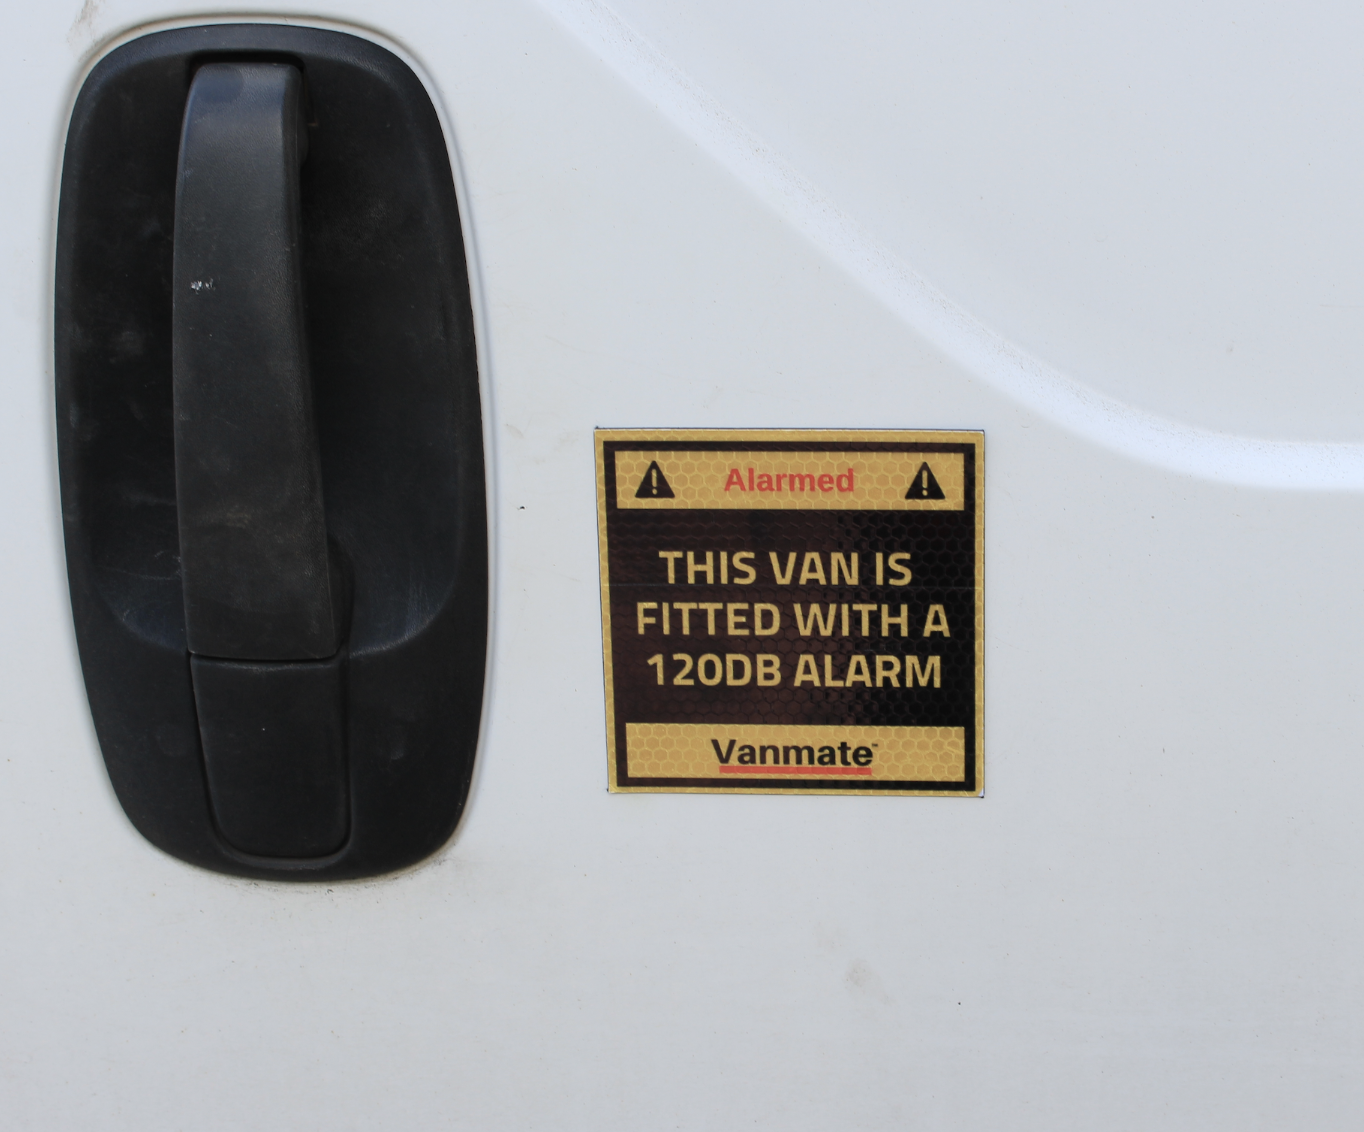 Alarmed
THIS VAN IS
FITTED WITH A
120DB ALARM
Vanmate